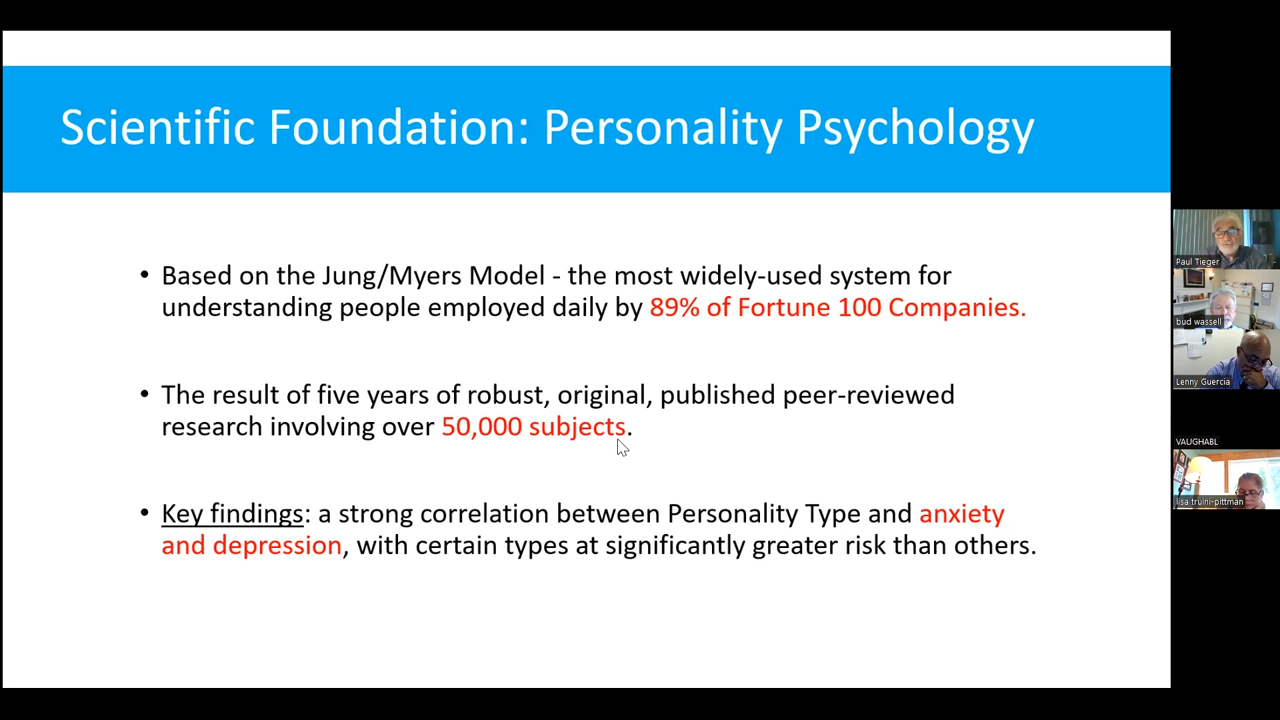 Scientific Foundation: Personality Psychology
• Based on the Jung/Myers Model - the most widely-used system for
understanding people employed daily by 89% of Fortune 100 Companies.
• The result of five years of robust, original, published peer-reviewed
research involving over 50,000 subjects.
• Key findings: a strong correlation between Personality Type and anxiety
and depression, with certain types at significantly greater risk than others.
Paul Tieger
bud wassell
Lenny Guercia
VAUGHABL
lisa truini-pittman